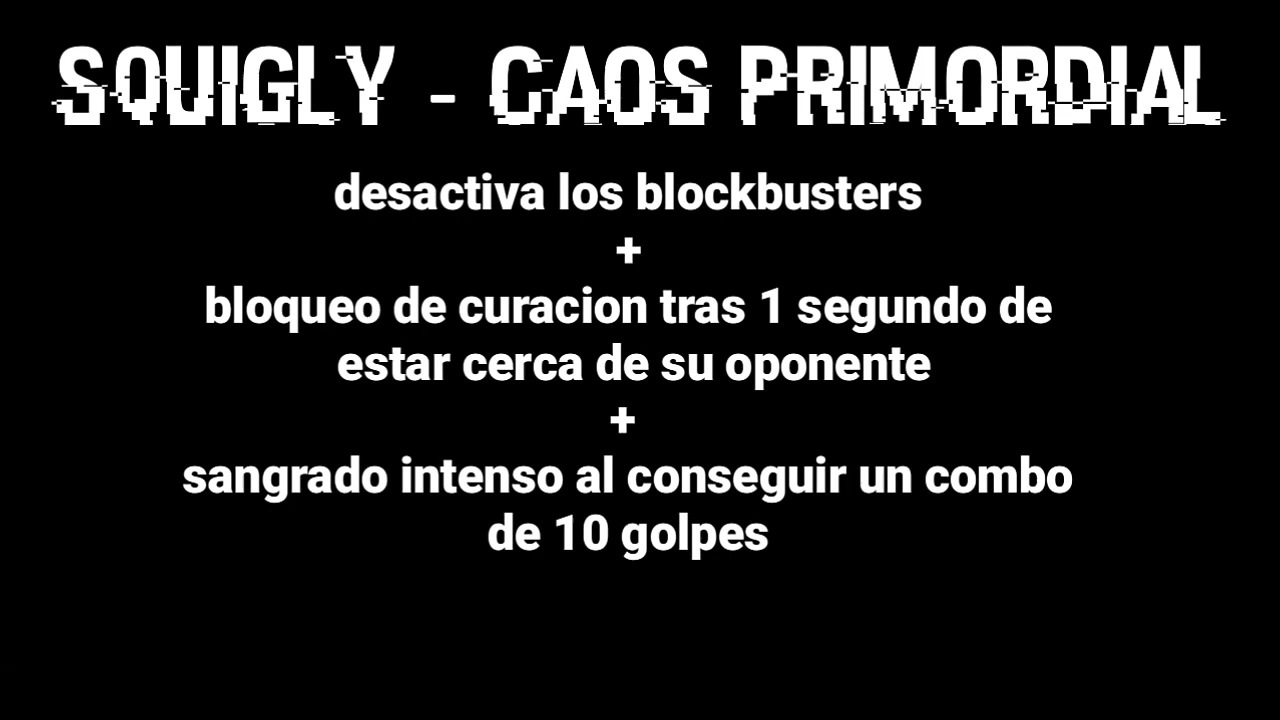 SQUIGLY - CAOS PRIMORDIAL
desactiva los blockbusters
+
bloqueo de curacion tras 1 segundo de
estar cerca de su oponente
+
sangrado intenso al conseguir un combo
de 10 golpes